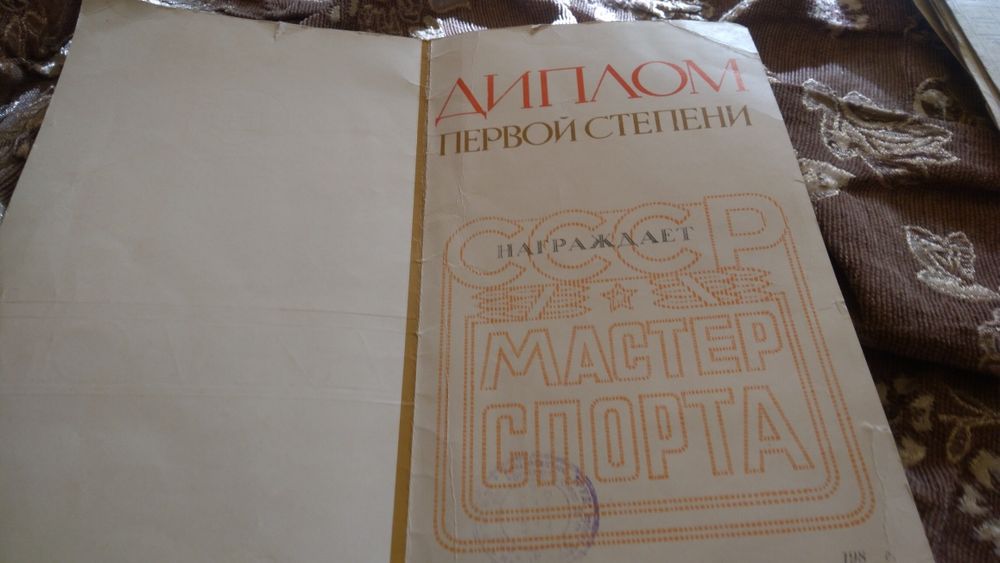 ДИПЛОМ
ПЕРВОЙ СТЕПЕНИ
СССР
НАГРАЖДАЕТ
МАСТЕР
СПОРТА
198 г.